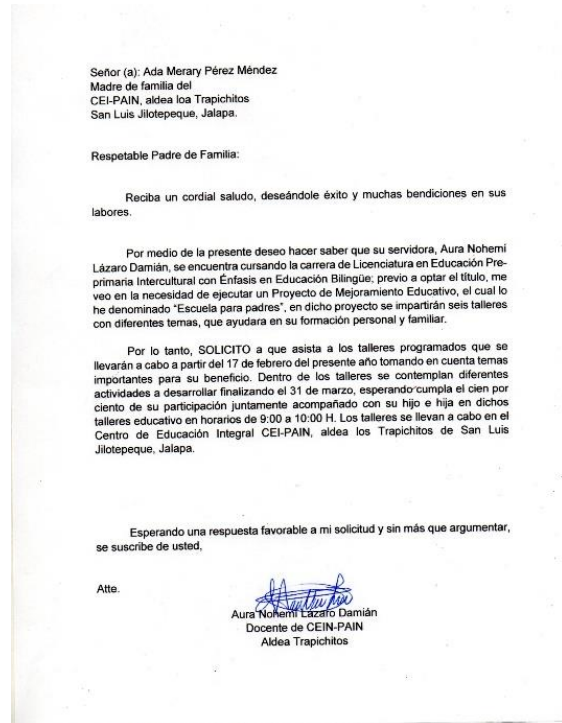 Señor (a): Ada Merary Pérez Méndez
Madre de familia del
CEI-PAIN, aldea loa Trapichitos
San Luis Jilotepeque, Jalapa.
Respetable Padre de Familia:
Reciba un cordial saludo, deseándole éxito y muchas bendiciones en sus
labores.
Por medio de la presente deseo hacer saber que su servidora, Aura Nohemi
Lázaro Damián, se encuentra cursando la carrera de Licenciatura en Educación Pre-
primaria Intercultural con Énfasis en Educación Bilingüe; previo a optar el título, me
veo en la necesidad de ejecutar un Proyecto de Mejoramiento Educativo, el cual lo
he denominado "Escuela para padres", en dicho proyecto se impartirán seis talleres
con diferentes temas, que ayudara en su formación personal y familiar.
Por lo tanto, SOLICITO a que asista a los talleres programados que se
llevarán a cabo a partir del 17 de febrero del presente año tomando en cuenta temas
importantes para su beneficio. Dentro de los talleres se contemplan diferentes
actividades a desarrollar finalizando el 31 de marzo, esperando cumpla el cien por
ciento de su participación juntamente acompañado con su hijo e hija en dichos
talleres educativo en horarios de 9:00 a 10:00 H. Los talleres se llevan a cabo en el
Centro de Educación Integral CEI-PAIN, aldea los Trapichitos de San Luis
Jilotepeque, Jalapa.
Esperando una respuesta favorable a mi solicitud y sin más que argumentar,
se suscribe de usted,
Atte.
Aura Nohemi Lázaro Damián
Docente de CEIN-PAIN
Aldea Trapichitos